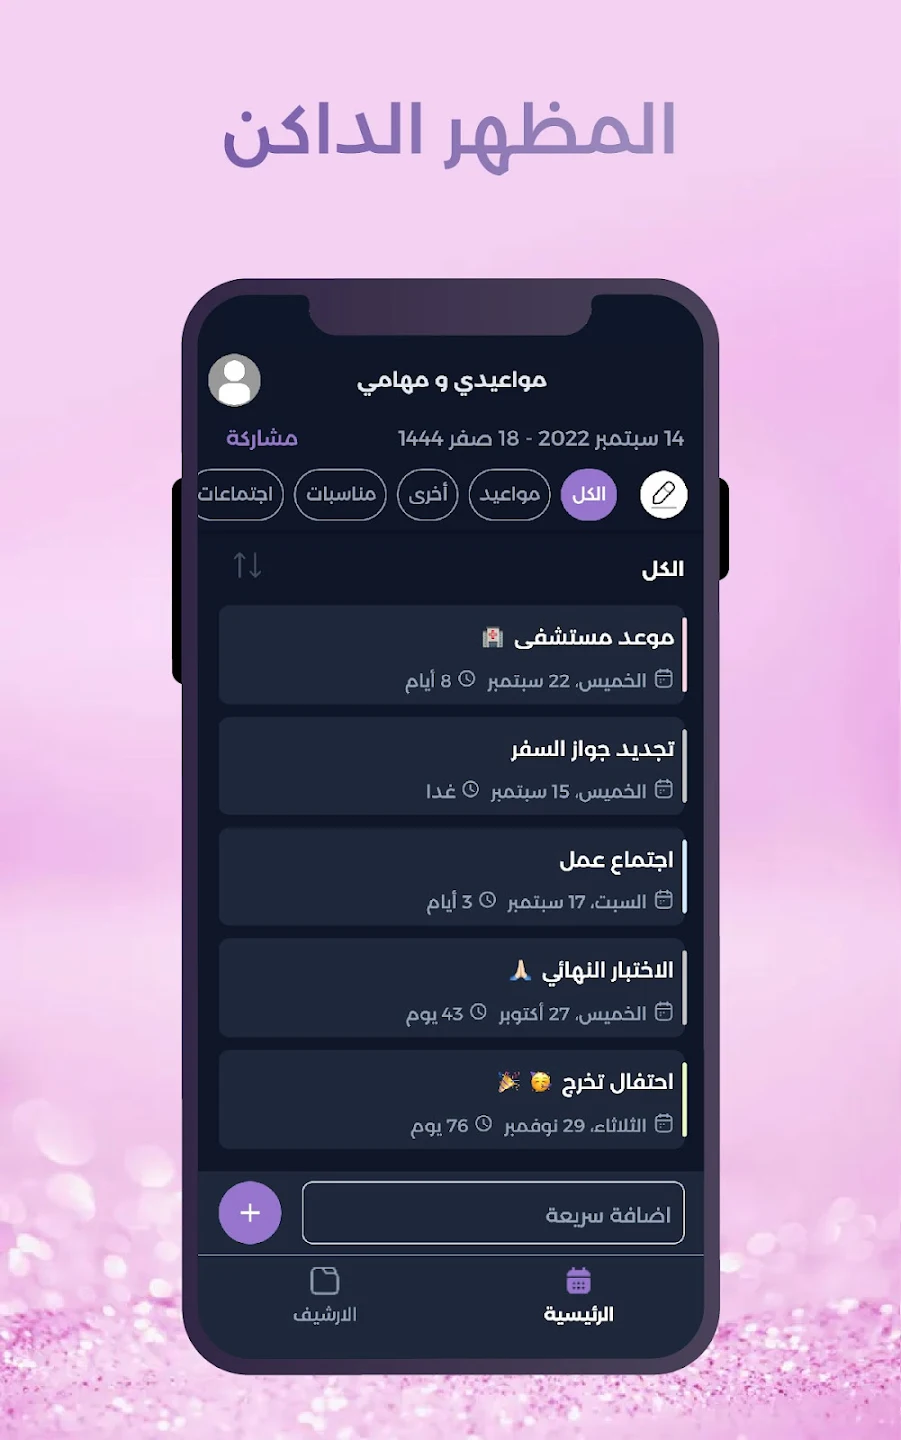 المظهر الداكن
مواعيدي و مهامي
14 سبتمبر 2022 - 18 صفر 1444
مشاركة
الكل
مواعيد
أخرى
مناسبات
اجتماعات
الكل
موعد مستشفى 🏥
الخميس، 22 سبتمبر 8 أيام
تجديد جواز السفر
الخميس، 15 سبتمبر غدا
اجتماع عمل
السبت، 17 سبتمبر 3 أيام
الاختبار النهائي 🙏🏻
الخميس، 27 أكتوبر 43 يوم
احتفال تخرج 🥳 🎉
الثلاثاء، 29 نوفمبر 76 يوم
اضافة سريعة
الرئيسية
الارشيف